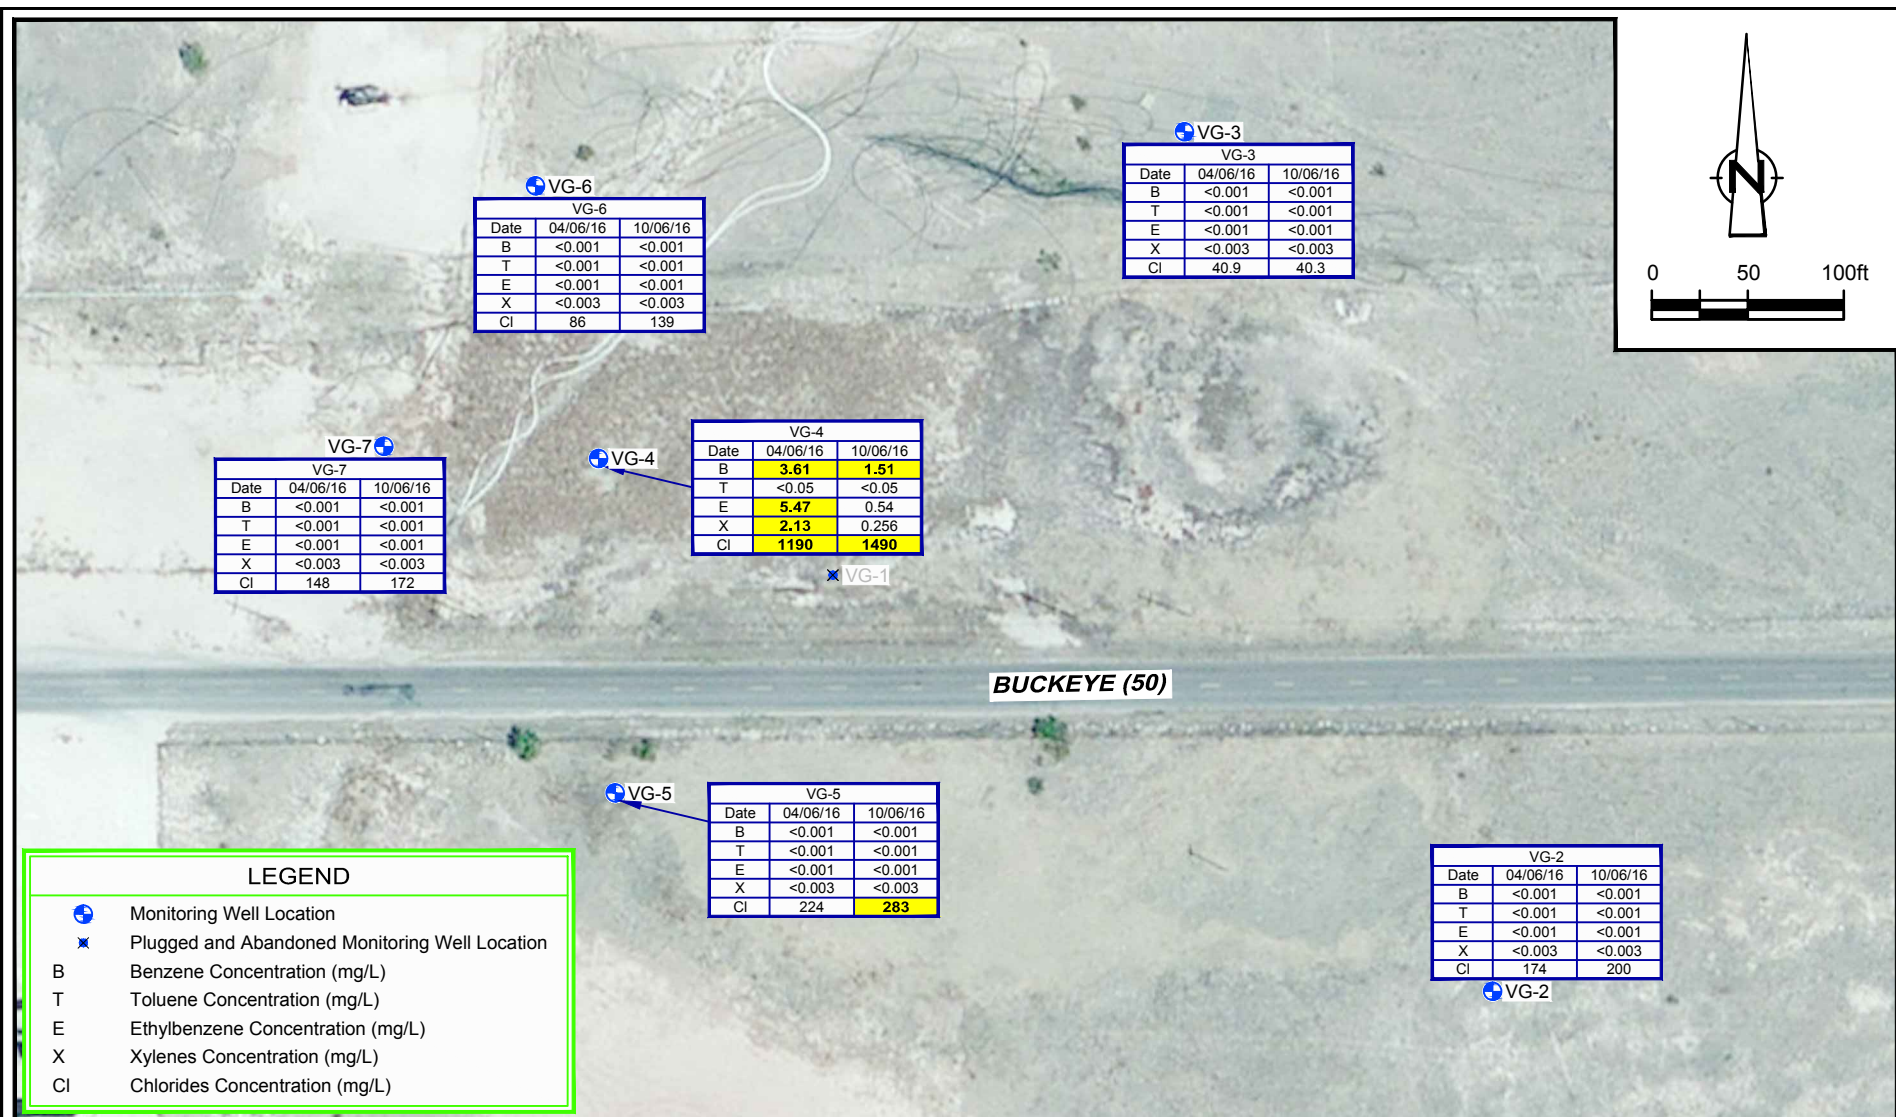 N
0 50 100ft
VG-3
VG-3
Date 04/06/16 10/06/16
B <0.001 <0.001
T <0.001 <0.001
E <0.001 <0.001
X <0.003 <0.003
Cl 40.9 40.3
VG-6
VG-6
Date 04/06/16 10/06/16
B <0.001 <0.001
T <0.001 <0.001
E <0.001 <0.001
X <0.003 <0.003
Cl 86 139
VG-7
VG-7
Date 04/06/16 10/06/16
B <0.001 <0.001
T <0.001 <0.001
E <0.001 <0.001
X <0.003 <0.003
Cl 148 172
VG-4
VG-4
Date 04/06/16 10/06/16
B 3.61 1.51
T <0.05 <0.05
E 5.47 0.54
X 2.13 0.256
Cl 1190 1490
VG-1
BUCKEYE (50)
VG-5
VG-5
Date 04/06/16 10/06/16
B <0.001 <0.001
T <0.001 <0.001
E <0.001 <0.001
X <0.003 <0.003
Cl 224 283
VG-2
Date 04/06/16 10/06/16
B <0.001 <0.001
T <0.001 <0.001
E <0.001 <0.001
X <0.003 <0.003
Cl 174 200
VG-2
LEGEND
Monitoring Well Location
Plugged and Abandoned Monitoring Well Location
B Benzene Concentration (mg/L)
T Toluene Concentration (mg/L)
E Ethylbenzene Concentration (mg/L)
X Xylenes Concentration (mg/L)
Cl Chlorides Concentration (mg/L)